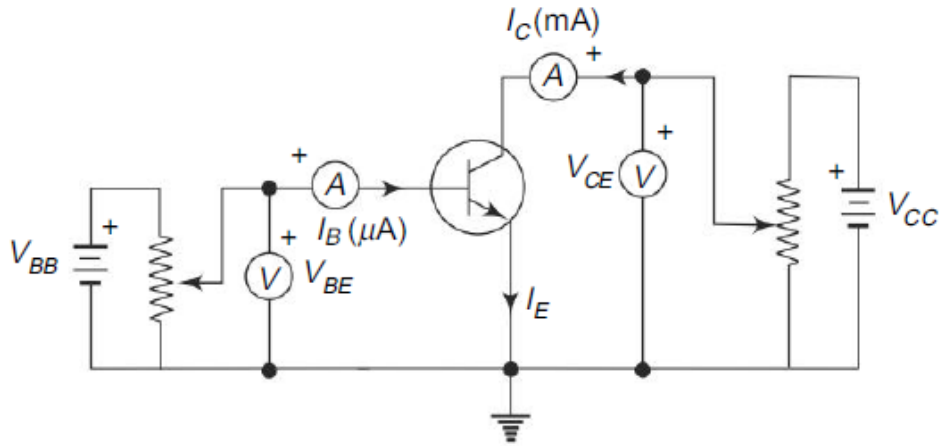 I_C (mA)
+
A
+
+
V_CE
V
+
V_CC
+
A
I_B (μA)
+
V_BB
+
V
V_BE
I_E